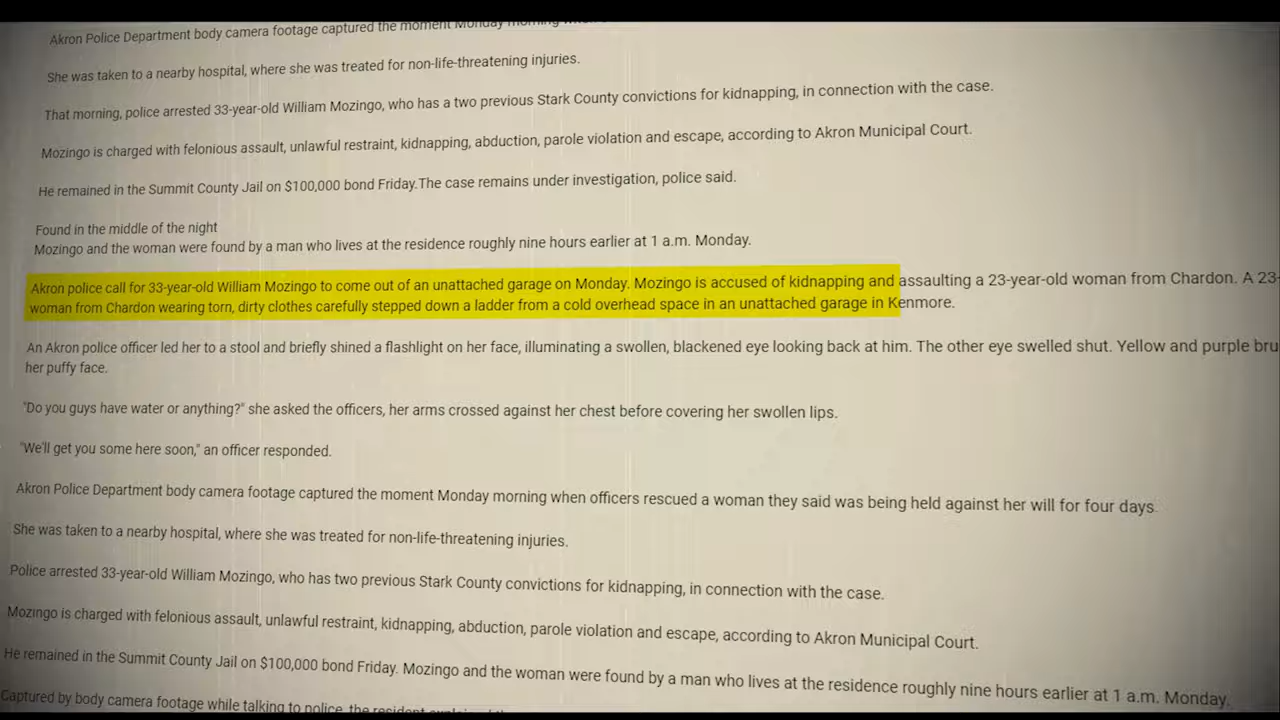 Akron Police Department body camera footage captured the moment Monday morning
She was taken to a nearby hospital, where she was treated for non-life-threatening injuries.
That morning, police arrested 33-year-old William Mozingo, who has a two previous Stark County convictions for kidnapping, in connection with the case.
Mozingo is charged with felonious assault, unlawful restraint, kidnapping, abduction, parole violation and escape, according to Akron Municipal Court.
He remained in the Summit County Jail on $100,000 bond Friday.The case remains under investigation, police said.
Found in the middle of the night
Mozingo and the woman were found by a man who lives at the residence roughly nine hours earlier at 1 a.m. Monday.
Akron police call for 33-year-old William Mozingo to come out of an unattached garage on Monday. Mozingo is accused of kidnapping and assaulting a 23-year-old woman from Chardon. A 23-
woman from Chardon wearing torn, dirty clothes carefully stepped down a ladder from a cold overhead space in an unattached garage in Kenmore.
An Akron police officer led her to a stool and briefly shined a flashlight on her face, illuminating a swollen, blackened eye looking back at him. The other eye swelled shut. Yellow and purple bru
her puffy face.
"Do you guys have water or anything?" she asked the officers, her arms crossed against her chest before covering her swollen lips.
"We'll get you some here soon," an officer responded.
Akron Police Department body camera footage captured the moment Monday morning when officers rescued a woman they said was being held against her will for four days.
She was taken to a nearby hospital, where she was treated for non-life-threatening injuries.
Police arrested 33-year-old William Mozingo, who has two previous Stark County convictions for kidnapping, in connection with the case.
Mozingo is charged with felonious assault, unlawful restraint, kidnapping, abduction, parole violation and escape, according to Akron Municipal Court.
He remained in the Summit County Jail on $100,000 bond Friday. Mozingo and the woman were found by a man who lives at the residence roughly nine hours earlier at 1 a.m. Monday.
Captured by body camera footage while talking to police, the resident